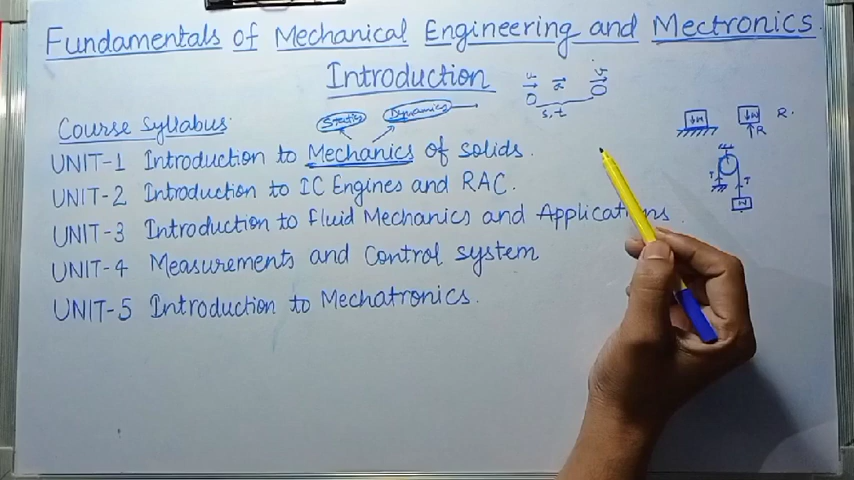 Fundamentals of Mechanical Engineering and Mectronics.
Introduction
u a v
s, t
Statics Dynamics
Course Syllabus:
UNIT-1 Introduction to Mechanics of solids.
UNIT-2 Introduction to IC Engines and RAC.
UNIT-3 Introduction to Fluid Mechanics and Applications.
UNIT-4 Measurements and Control system
UNIT-5 Introduction to Mechatronics.
W W R.
R
T T